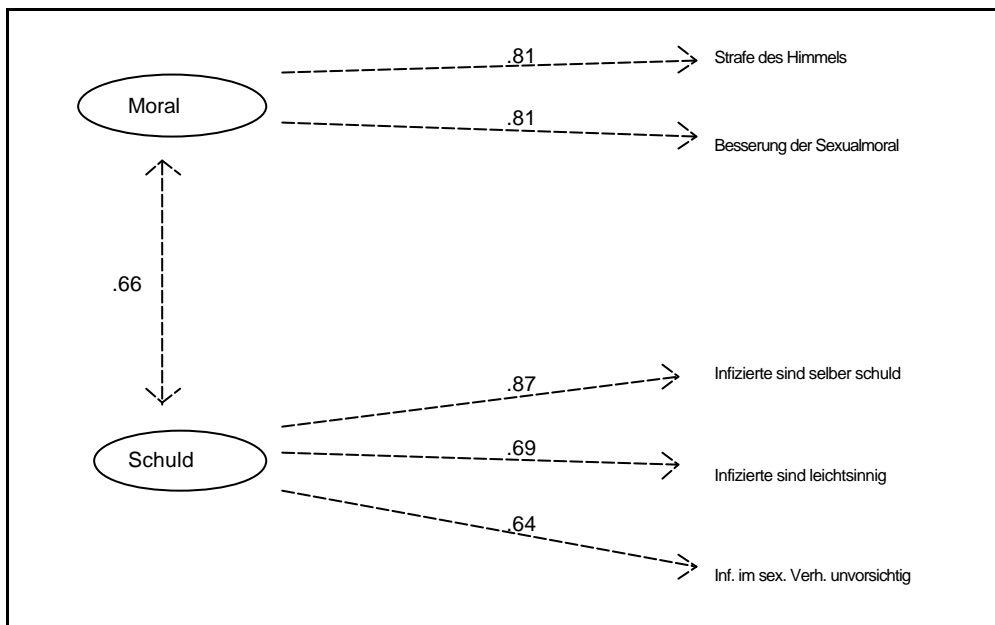 .81
Strafe des Himmels
Moral
.81
Besserung der Sexualmoral
.66
.87
Infizierte sind selber schuld
Schuld
.69
Infizierte sind leichtsinnig
.64
Inf. im sex. Verh. unvorsichtig